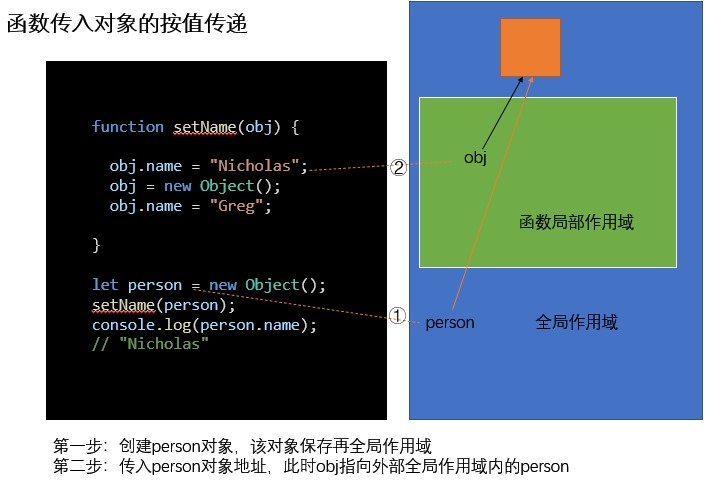 函数传入对象的按值传递
function setName(obj) {
obj.name = "Nicholas";
obj = new Object();
obj.name = "Greg";
}
let person = new Object();
setName(person);
console.log(person.name);
// "Nicholas"
②
①
obj
函数局部作用域
person
全局作用域
第一步：创建person对象，该对象保存再全局作用域
第二步：传入person对象地址，此时obj指向外部全局作用域内的person